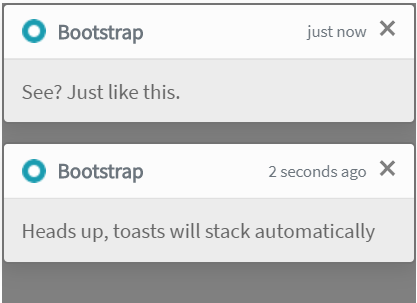 Bootstrap just now ×
See? Just like this.
Bootstrap 2 seconds ago ×
Heads up, toasts will stack automatically